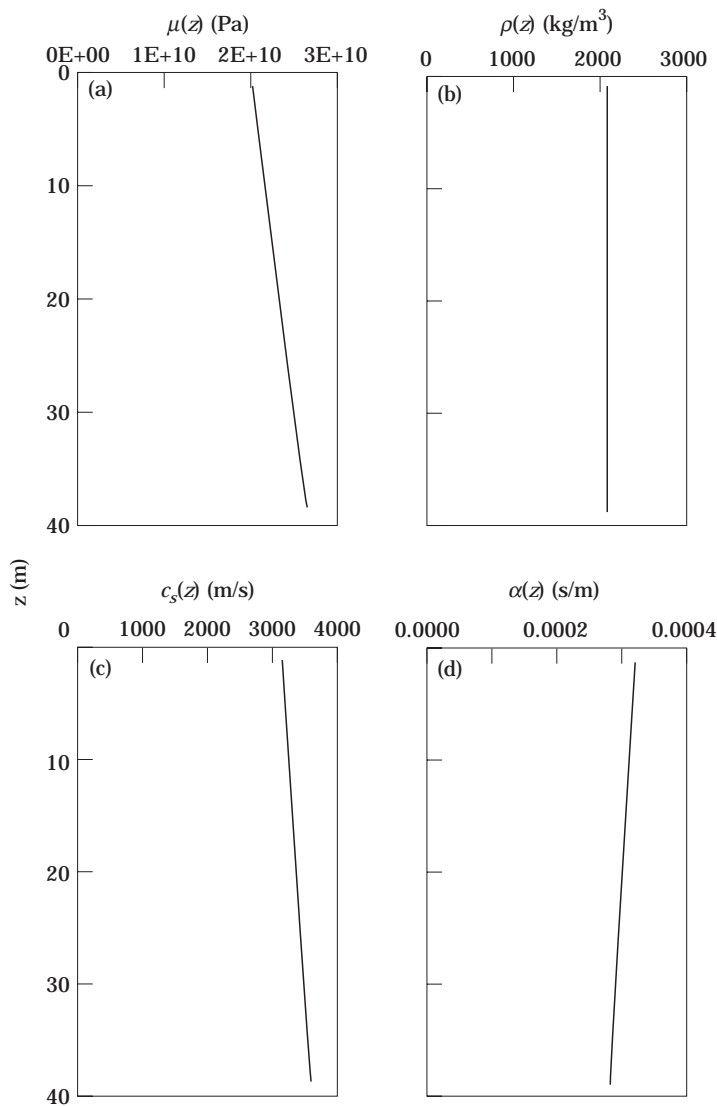 μ(z) (Pa)
0E+00 1E+10 2E+10 3E+10
0
10
20
30
40
(a)
ρ(z) (kg/m³)
0 1000 2000 3000
(b)
z (m)
c_s(z) (m/s)
0 1000 2000 3000 4000
10
20
30
40
(c)
α(z) (s/m)
0.0000 0.0002 0.0004
(d)